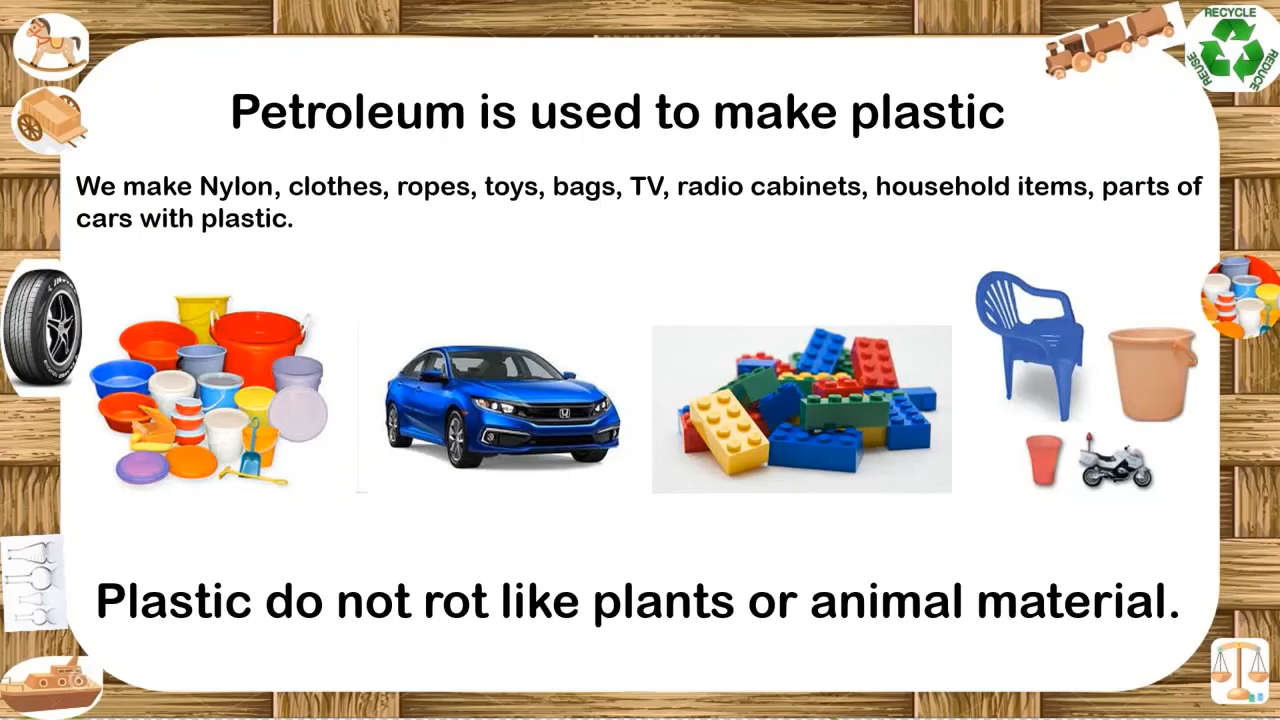 RECYCLE
REUSE
REDUCE
Petroleum is used to make plastic
We make Nylon, clothes, ropes, toys, bags, TV, radio cabinets, household items, parts of
cars with plastic.
Plastic do not rot like plants or animal material.